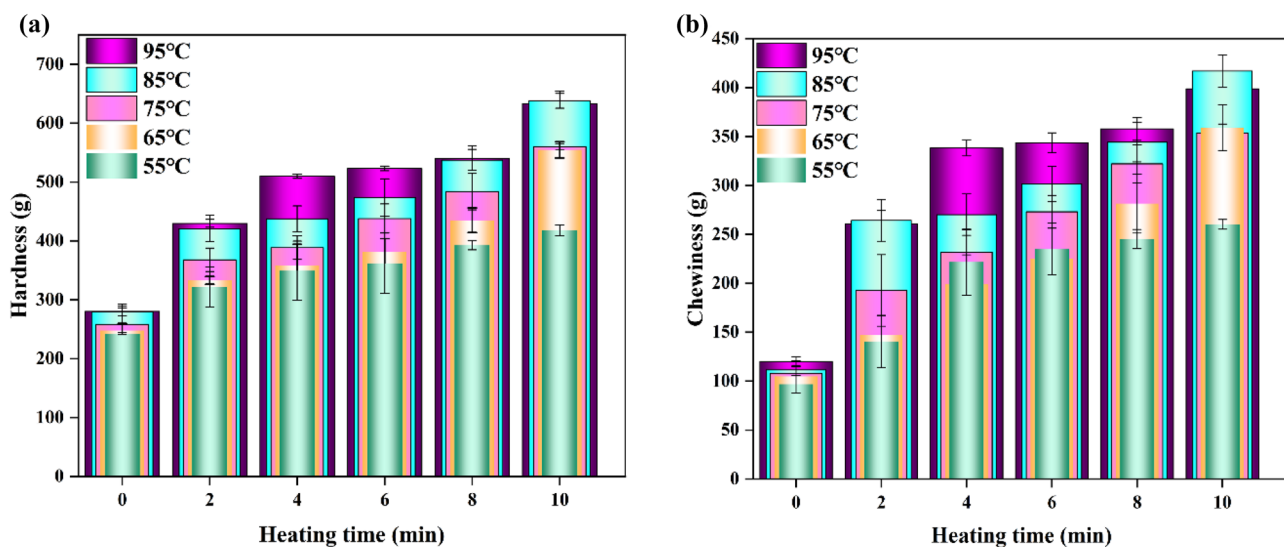 (a)
95°C
85°C
75°C
65°C
55°C
700
600
500
400
300
200
100
0
Hardness (g)
0 2 4 6 8 10
Heating time (min)
(b)
95°C
85°C
75°C
65°C
55°C
450
400
350
300
250
200
150
100
50
0
Chewiness (g)
0 2 4 6 8 10
Heating time (min)